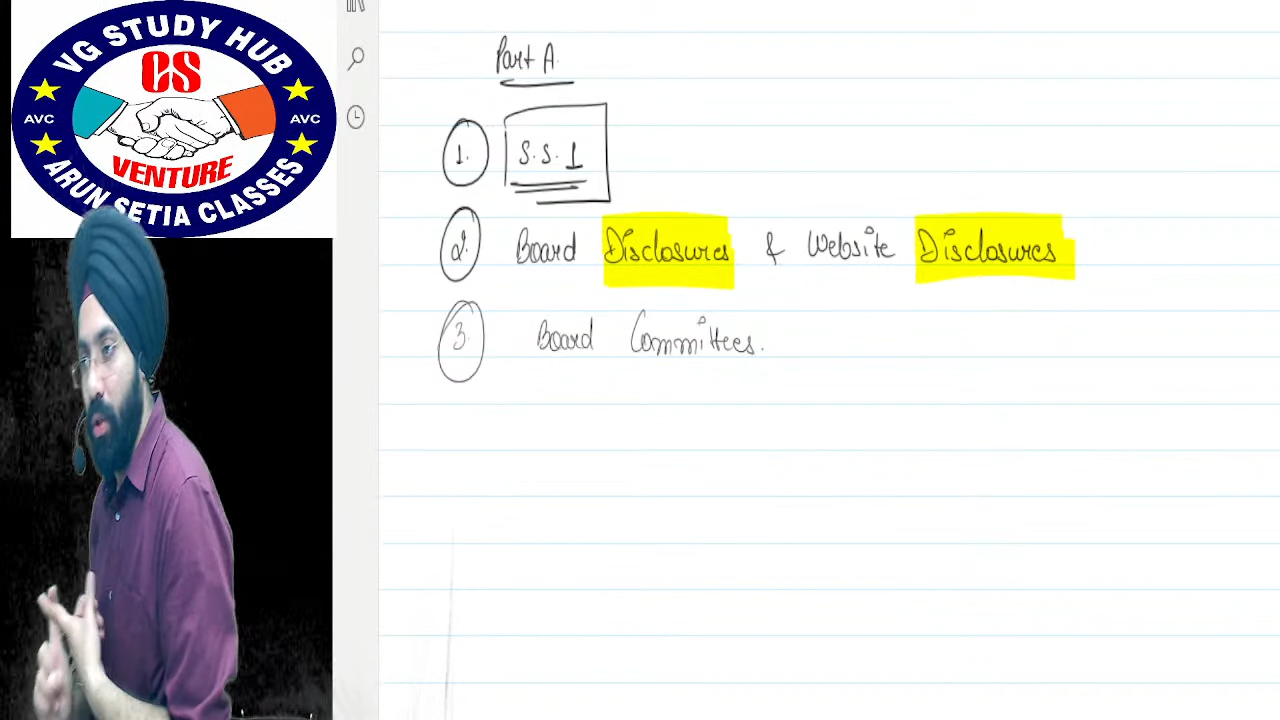 VG STUDY HUB
CS
AVC
AVC
VENTURE
ARUN SETIA CLASSES
Part A.
1. S.S. 1
2. Board Disclosures & Website Disclosures
3. Board Committees.